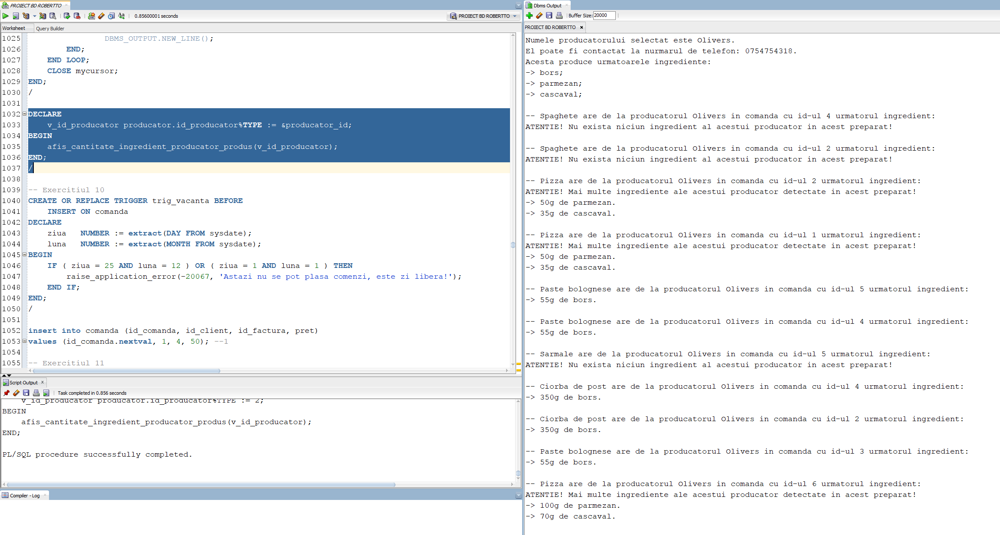 PROIECT BD ROBERTTO
0.85600001 seconds
PROIECT BD ROBERTTO
Worksheet
Query Builder
1025 DBMS_OUTPUT.NEW_LINE();
1026 END;
1027 END LOOP;
1028 CLOSE mycursor;
1029 END;
1030 /
1031
1032 DECLARE
1033 v_id_producator producator.id_producator%TYPE := &producator_id;
1034 BEGIN
1035 afis_cantitate_ingredient_producator_produs(v_id_producator);
1036 END;
1037 /
1038
1039 -- Exercitiul 10
1040 CREATE OR REPLACE TRIGGER trig_vacanta BEFORE
1041 INSERT ON comanda
1042 DECLARE
1043 ziua NUMBER := extract(DAY FROM sysdate);
1044 luna NUMBER := extract(MONTH FROM sysdate);
1045 BEGIN
1046 IF ( ziua = 25 AND luna = 12 ) OR ( ziua = 1 AND luna = 1 ) THEN
1047 raise_application_error(-20067, 'Astazi nu se pot plasa comenzi, este zi libera!');
1048 END IF;
1049 END;
1050 /
1051
1052 insert into comanda (id_comanda, id_client, id_factura, pret)
1053 values (id_comanda.nextval, 1, 4, 50); --1
1054
1055 -- Exercitiul 11
Script Output
Task completed in 0.856 seconds
v_id_producator producator.id_producator%TYPE := 2;
BEGIN
afis_cantitate_ingredient_producator_produs(v_id_producator);
END;
PL/SQL procedure successfully completed.
Compiler - Log
Dbms Output
Buffer Size: 20000
PROIECT BD ROBERTTO
Numele producatorului selectat este Olivers.
El poate fi contactat la nurmarul de telefon: 0754754318.
Acesta produce urmatoarele ingrediente:
-> bors;
-> parmezan;
-> cascaval;
-- Spaghete are de la producatorul Olivers in comanda cu id-ul 4 urmatorul ingredient:
ATENTIE! Nu exista niciun ingredient al acestui producator in acest preparat!
-- Spaghete are de la producatorul Olivers in comanda cu id-ul 2 urmatorul ingredient:
ATENTIE! Nu exista niciun ingredient al acestui producator in acest preparat!
-- Pizza are de la producatorul Olivers in comanda cu id-ul 2 urmatorul ingredient:
ATENTIE! Mai multe ingrediente ale acestui producator detectate in acest preparat!
-> 50g de parmezan.
-> 35g de cascaval.
-- Pizza are de la producatorul Olivers in comanda cu id-ul 1 urmatorul ingredient:
ATENTIE! Mai multe ingrediente ale acestui producator detectate in acest preparat!
-> 50g de parmezan.
-> 35g de cascaval.
-- Paste bolognese are de la producatorul Olivers in comanda cu id-ul 5 urmatorul ingredient:
-> 55g de bors.
-- Paste bolognese are de la producatorul Olivers in comanda cu id-ul 4 urmatorul ingredient:
-> 55g de bors.
-- Sarmale are de la producatorul Olivers in comanda cu id-ul 5 urmatorul ingredient:
ATENTIE! Nu exista niciun ingredient al acestui producator in acest preparat!
-- Ciorba de post are de la producatorul Olivers in comanda cu id-ul 4 urmatorul ingredient:
-> 350g de bors.
-- Ciorba de post are de la producatorul Olivers in comanda cu id-ul 2 urmatorul ingredient:
-> 350g de bors.
-- Paste bolognese are de la producatorul Olivers in comanda cu id-ul 3 urmatorul ingredient:
-> 55g de bors.
-- Pizza are de la producatorul Olivers in comanda cu id-ul 6 urmatorul ingredient:
ATENTIE! Mai multe ingrediente ale acestui producator detectate in acest preparat!
-> 100g de parmezan.
-> 70g de cascaval.